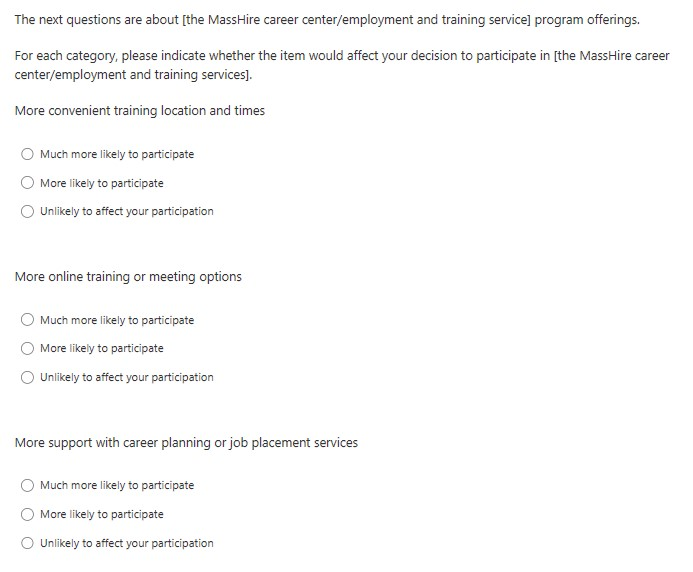 The next questions are about [the MassHire career center/employment and training service] program offerings.
For each category, please indicate whether the item would affect your decision to participate in [the MassHire career
center/employment and training services].
More convenient training location and times
Much more likely to participate
More likely to participate
Unlikely to affect your participation
More online training or meeting options
Much more likely to participate
More likely to participate
Unlikely to affect your participation
More support with career planning or job placement services
Much more likely to participate
More likely to participate
Unlikely to affect your participation